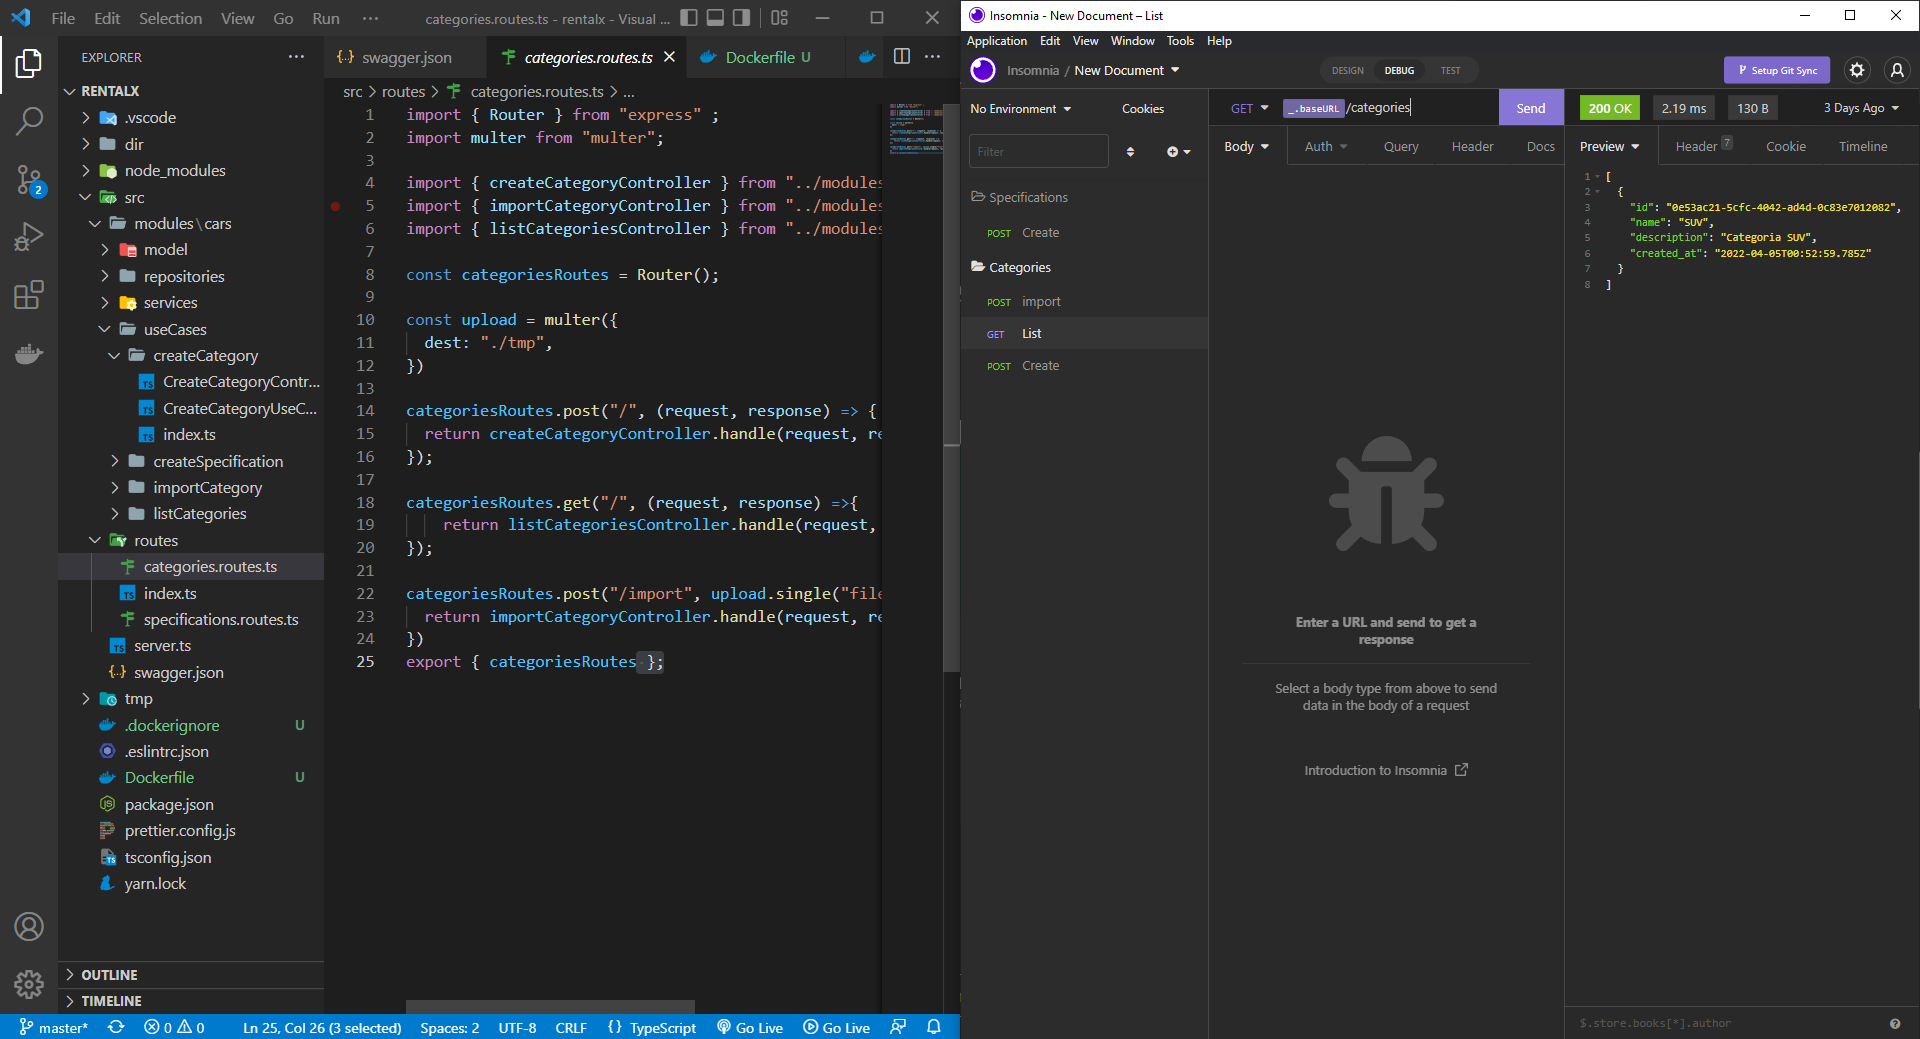 File Edit Selection View Go Run ··· categories.routes.ts - rentalx - Visual ...
EXPLORER
RENTALX
.vscode
dir
node_modules
src
modules\cars
model
repositories
services
useCases
createCategory
CreateCategoryContr...
CreateCategoryUseC...
index.ts
createSpecification
importCategory
listCategories
routes
categories.routes.ts
index.ts
specifications.routes.ts
server.ts
swagger.json
tmp
.dockerignore U
.eslintrc.json
Dockerfile U
package.json
prettier.config.js
tsconfig.json
yarn.lock
OUTLINE
TIMELINE
2
swagger.json categories.routes.ts Dockerfile U
src > routes > categories.routes.ts > ...
1 import { Router } from "express" ;
2 import multer from "multer";
3
4 import { createCategoryController } from "../modules
5 import { importCategoryController } from "../modules
6 import { listCategoriesController } from "../modules
7
8 const categoriesRoutes = Router();
9
10 const upload = multer({
11 dest: "./tmp",
12 })
13
14 categoriesRoutes.post("/", (request, response) => {
15 return createCategoryController.handle(request, re
16 });
17
18 categoriesRoutes.get("/", (request, response) =>{
19 return listCategoriesController.handle(request,
20 });
21
22 categoriesRoutes.post("/import", upload.single("file
23 return importCategoryController.handle(request, re
24 })
25 export { categoriesRoutes };
master* 0 0 Ln 25, Col 26 (3 selected) Spaces: 2 UTF-8 CRLF {} TypeScript Go Live Go Live
Insomnia - New Document – List
Application Edit View Window Tools Help
Insomnia / New Document DESIGN DEBUG TEST Setup Git Sync
No Environment Cookies
Filter
Specifications
POST Create
Categories
POST import
GET List
POST Create
GET _.baseURL /categories Send
Body Auth Query Header Docs
Enter a URL and send to get a
response
Select a body type from above to send
data in the body of a request
Introduction to Insomnia
200 OK 2.19 ms 130 B 3 Days Ago
Preview Header 7 Cookie Timeline
1 [
2 {
3 "id": "0e53ac21-5cfc-4042-ad4d-0c83e7012082",
4 "name": "SUV",
5 "description": "Categoria SUV",
6 "created_at": "2022-04-05T00:52:59.785Z"
7 }
8 ]
$.store.books[*].author